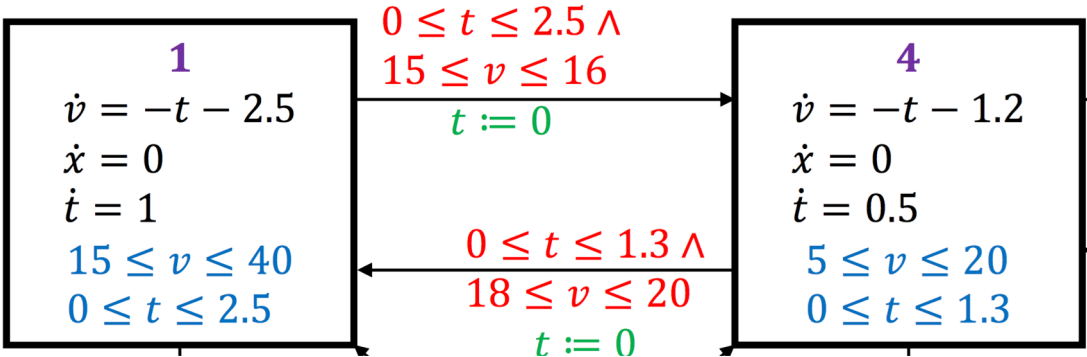 1
v̇ = −t − 2.5
ẋ = 0
ṫ = 1
15 ≤ v ≤ 40
0 ≤ t ≤ 2.5
0 ≤ t ≤ 2.5 ∧
15 ≤ v ≤ 16
t ≔ 0
0 ≤ t ≤ 1.3 ∧
18 ≤ v ≤ 20
t ≔ 0
4
v̇ = −t − 1.2
ẋ = 0
ṫ = 0.5
5 ≤ v ≤ 20
0 ≤ t ≤ 1.3